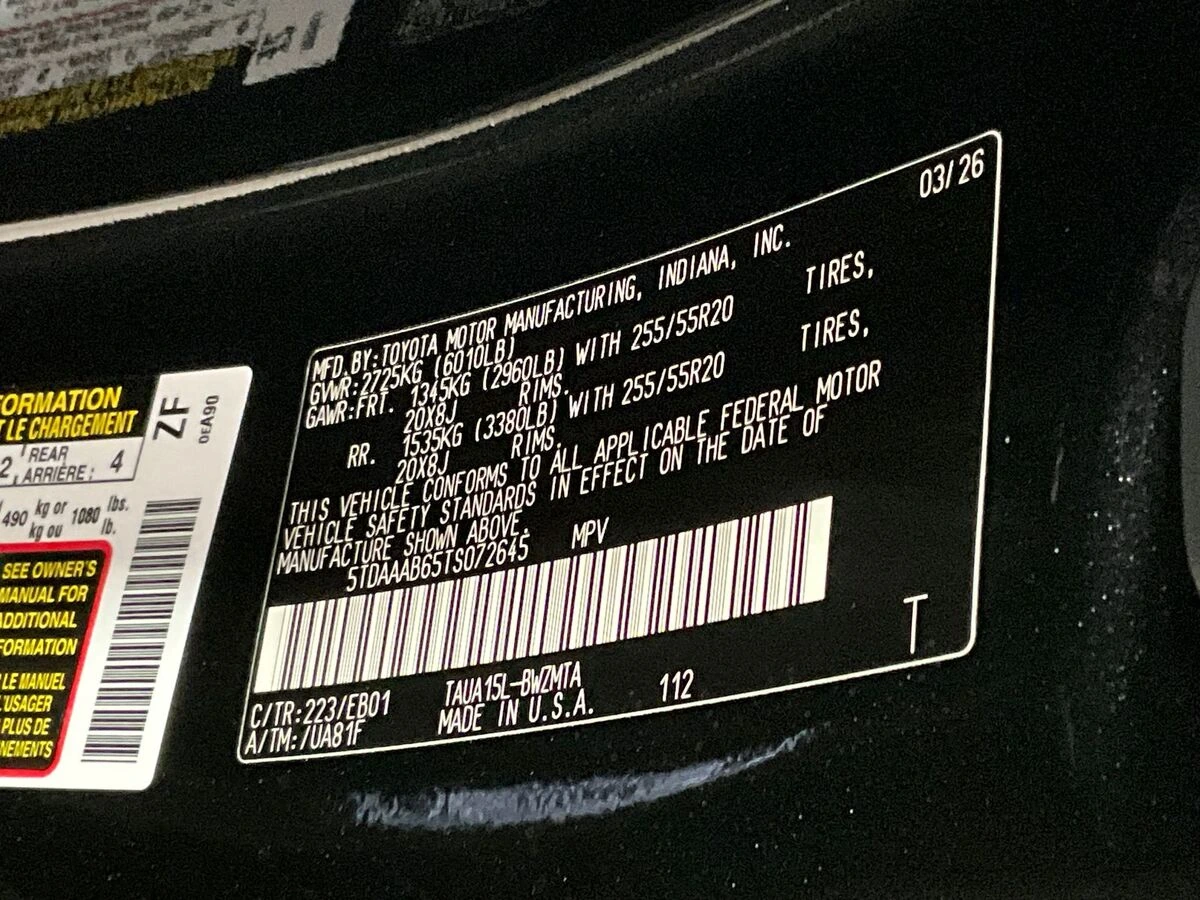 03/26
MFD.BY:TOYOTA MOTOR MANUFACTURING, INDIANA, INC.
GVWR:2725KG (6010LB)
GAWR:FRT. 1345KG (2960LB) WITH 255/55R20 TIRES,
20X8J RIMS.
RR. 1535KG (3380LB) WITH 255/55R20 TIRES,
20X8J RIMS.
THIS VEHICLE CONFORMS TO ALL APPLICABLE FEDERAL MOTOR
VEHICLE SAFETY STANDARDS IN EFFECT ON THE DATE OF
MANUFACTURE SHOWN ABOVE.
5TDAAAB65TS072645 MPV
C/TR:223/EB01 TAUA15L-BWZMTA 112 T
A/TM:/UA81F MADE IN U.S.A.
ORMATION
T LE CHARGEMENT
2 REAR
ARRIÈRE: 4
490 kg or 1080 lbs.
kg ou lb.
SEE OWNER'S
MANUAL FOR
ADDITIONAL
FORMATION
LE MANUEL
'USAGER
PLUS DE
NEMENTS
ZF
0EA90